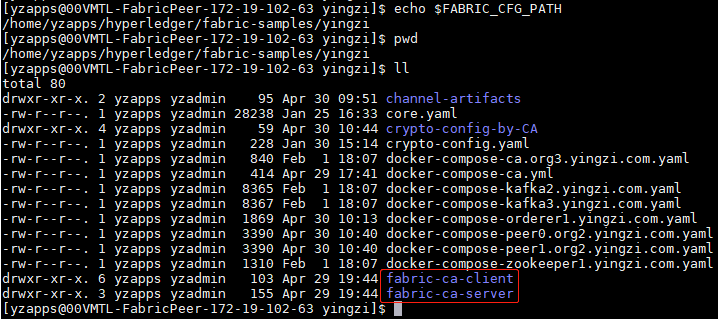 [yzapps@00VMTL-FabricPeer-172-19-102-63 yingzi]$ echo $FABRIC_CFG_PATH
/home/yzapps/hyperledger/fabric-samples/yingzi
[yzapps@00VMTL-FabricPeer-172-19-102-63 yingzi]$ pwd
/home/yzapps/hyperledger/fabric-samples/yingzi
[yzapps@00VMTL-FabricPeer-172-19-102-63 yingzi]$ ll
total 80
drwxr-xr-x. 2 yzapps yzadmin    95 Apr 30 09:51 channel-artifacts
-rw-r--r--. 1 yzapps yzadmin 28238 Jan 25 16:33 core.yaml
drwxr-xr-x. 4 yzapps yzadmin    59 Apr 30 10:44 crypto-config-by-CA
-rw-r--r--. 1 yzapps yzadmin   228 Jan 30 15:14 crypto-config.yaml
-rw-r--r--. 1 yzapps yzadmin   840 Feb  1 18:07 docker-compose-ca.org3.yingzi.com.yaml
-rw-r--r--. 1 yzapps yzadmin   414 Apr 29 17:41 docker-compose-ca.yml
-rw-r--r--. 1 yzapps yzadmin  8365 Feb  1 18:07 docker-compose-kafka2.yingzi.com.yaml
-rw-r--r--. 1 yzapps yzadmin  8367 Feb  1 18:07 docker-compose-kafka3.yingzi.com.yaml
-rw-r--r--. 1 yzapps yzadmin  1869 Apr 30 10:13 docker-compose-orderer1.yingzi.com.yaml
-rw-r--r--. 1 yzapps yzadmin  3390 Apr 30 10:40 docker-compose-peer0.org2.yingzi.com.yaml
-rw-r--r--. 1 yzapps yzadmin  3390 Apr 30 10:40 docker-compose-peer1.org2.yingzi.com.yaml
-rw-r--r--. 1 yzapps yzadmin  1310 Feb  1 18:07 docker-compose-zookeeper1.yingzi.com.yaml
drwxr-xr-x. 6 yzapps yzadmin   103 Apr 29 19:44 fabric-ca-client
drwxr-xr-x. 3 yzapps yzadmin   155 Apr 29 19:44 fabric-ca-server
[yzapps@00VMTL-FabricPeer-172-19-102-63 yingzi]$